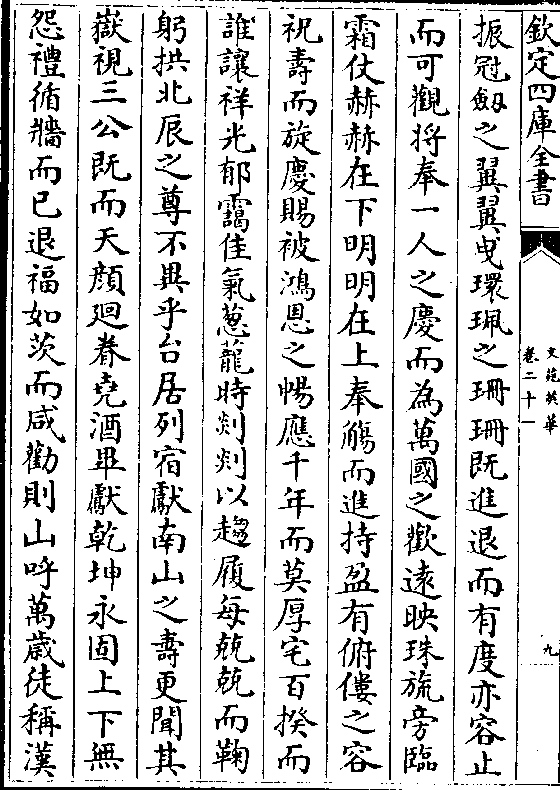 欽定四庫全書
文苑英華
卷二十一
九
振冠劔之翼翼曵環珮之珊珊既進退而有度亦容止
而可觀将奉一人之慶而為萬國之歡遠映珠旒旁臨
霜仗赫赫在下明明在上奉觴而進持盈有俯僂之容
祝壽而旋慶賜被鴻恩之暢應千年而莫厚宅百揆而
誰讓祥光郁靄佳氣蔥蘢時剡剡以趨履每兢兢而鞠
躬拱北辰之尊不異乎台居列宿獻南山之壽更聞其
嶽視三公既而天顔廻眷堯酒畢獻乾坤永固上下無
怨禮循牆而已退福如茨而咸勸則山呼萬歲徒稱漢